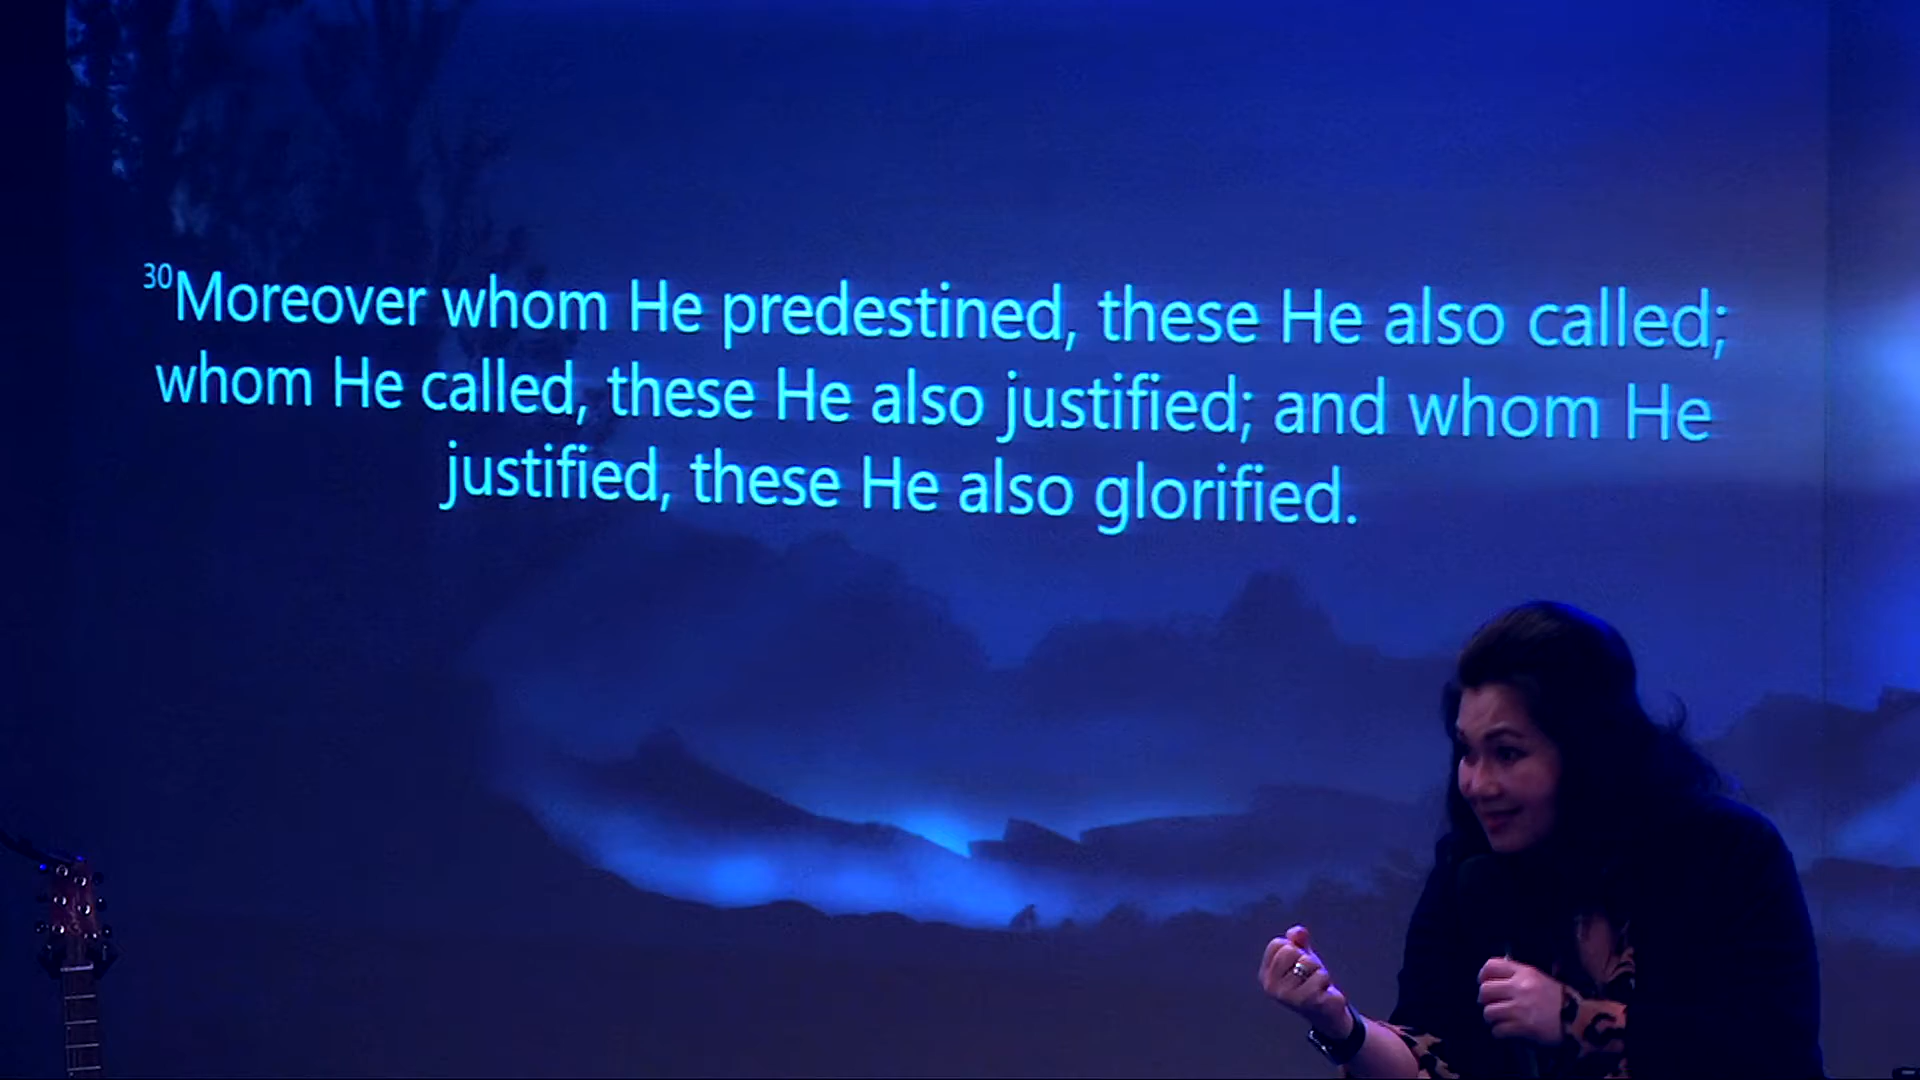 30Moreover whom He predestined, these He also called;
whom He called, these He also justified; and whom He
justified, these He also glorified.